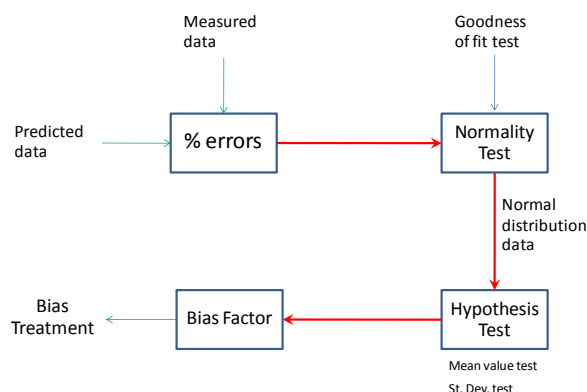 Measured
data
Goodness
of fit test
Predicted
data
% errors
Normality
Test
Normal
distribution
data
Bias
Treatment
Bias Factor
Hypothesis
Test
Mean value test
St. Dev. test